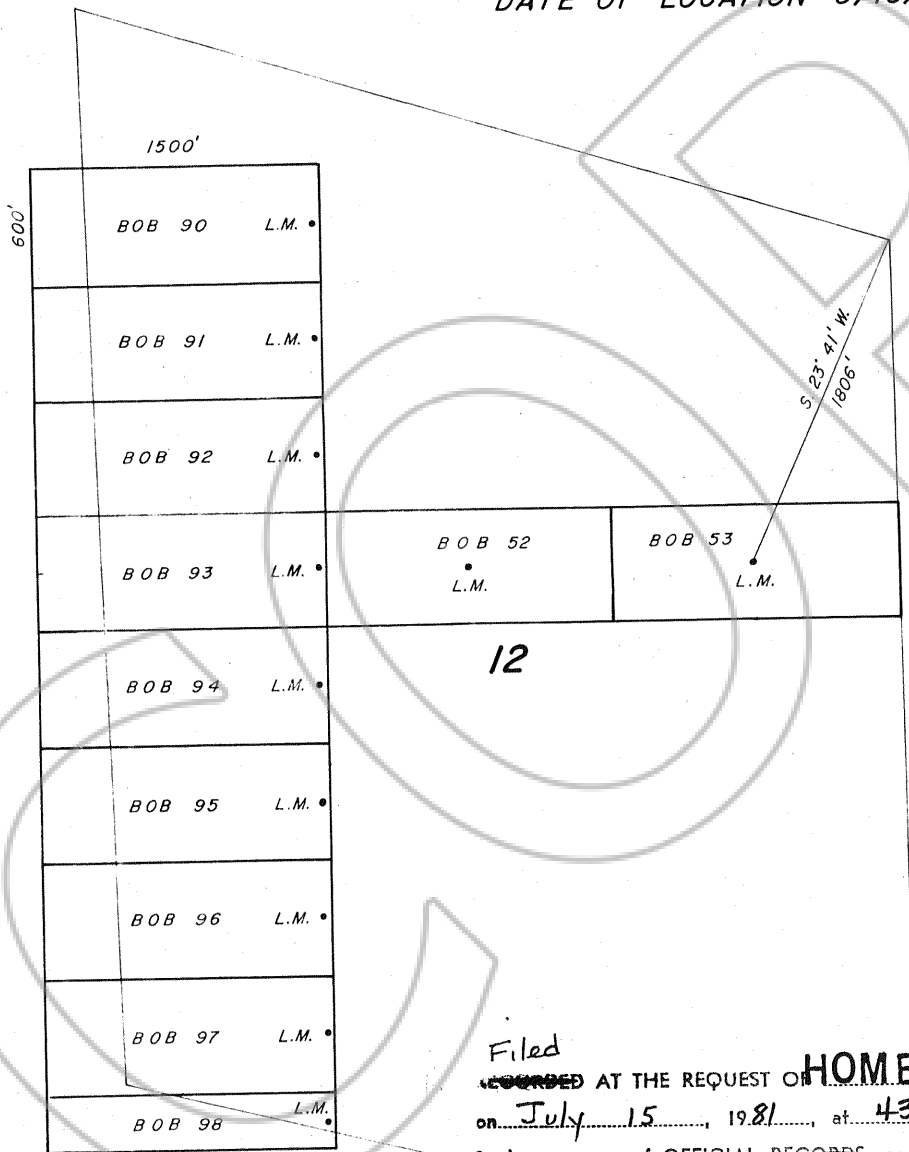 DATE OF LOCATION
1500'
600'
BOB 90 L.M.
BOB 91 L.M.
S. 23° 41' W.
1806'
BOB 92 L.M.
BOB 52
L.M.
BOB 53
L.M.
BOB 93 L.M.
12
BOB 94 L.M.
BOB 95 L.M.
BOB 96 L.M.
BOB 97 L.M.
BOB 98 L.M.
Filed
AT THE REQUEST OF HOME
on July 15, 1981, at 43
OFFICIAL RECORDS
COP